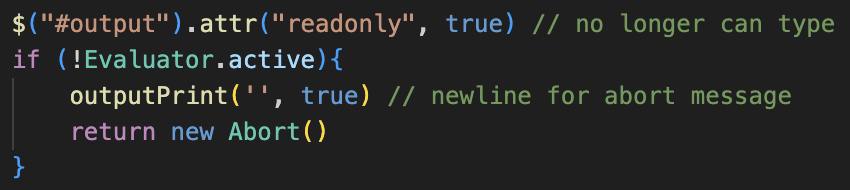 $("#output").attr("readonly", true) // no longer can type
if (!Evaluator.active){
    outputPrint('', true) // newline for abort message
    return new Abort()
}